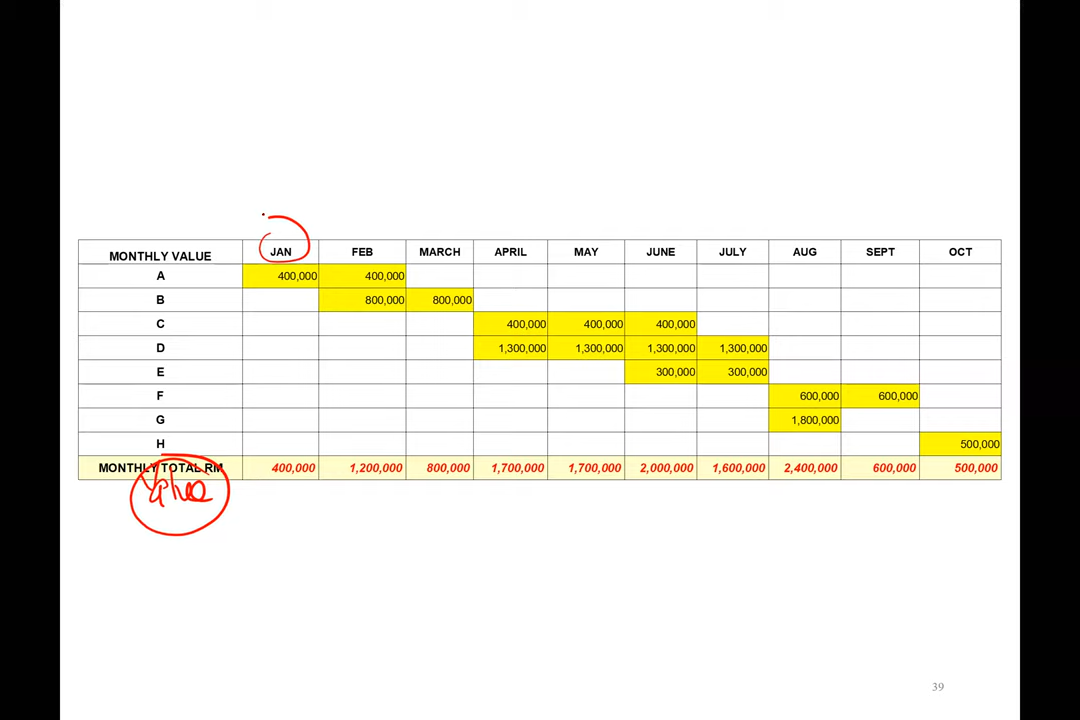 MONTHLY VALUE JAN FEB MARCH APRIL MAY JUNE JULY AUG SEPT OCT
A 400,000 400,000
B 800,000 800,000
C 400,000 400,000 400,000
D 1,300,000 1,300,000 1,300,000 1,300,000
E 300,000 300,000
F 600,000 600,000
G 1,800,000
H 500,000
MONTHLY TOTAL RM 400,000 1,200,000 800,000 1,700,000 1,700,000 2,000,000 1,600,000 2,400,000 600,000 500,000
Value
39